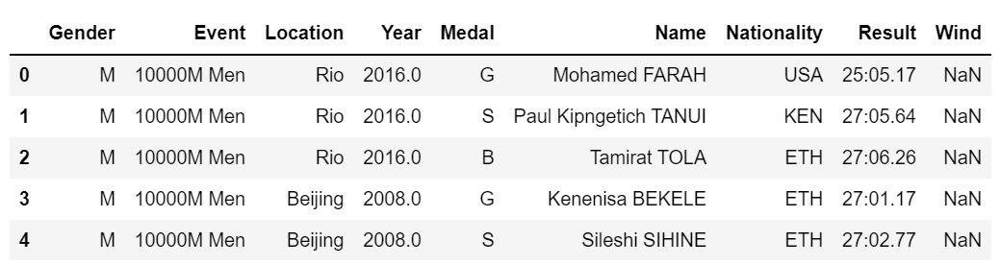 Gender Event Location Year Medal Name Nationality Result Wind
0 M 10000M Men Rio 2016.0 G Mohamed FARAH USA 25:05.17 NaN
1 M 10000M Men Rio 2016.0 S Paul Kipngetich TANUI KEN 27:05.64 NaN
2 M 10000M Men Rio 2016.0 B Tamirat TOLA ETH 27:06.26 NaN
3 M 10000M Men Beijing 2008.0 G Kenenisa BEKELE ETH 27:01.17 NaN
4 M 10000M Men Beijing 2008.0 S Sileshi SIHINE ETH 27:02.77 NaN